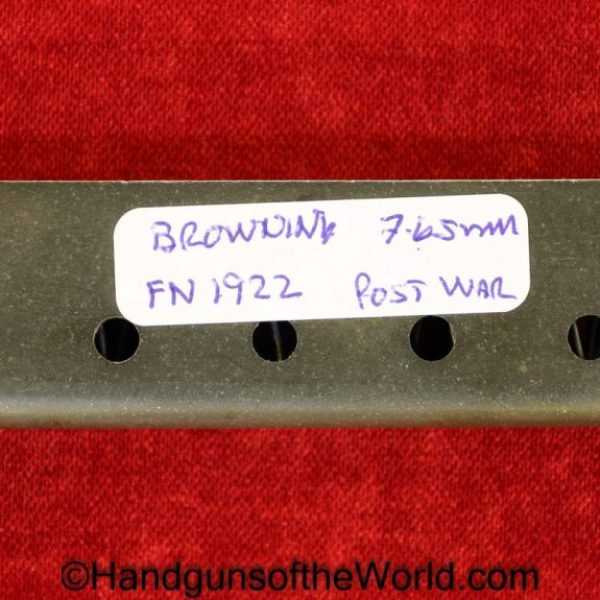 BROWNING 7.65mm
FN 1922 POST WAR
©HandgunsoftheWorld.com